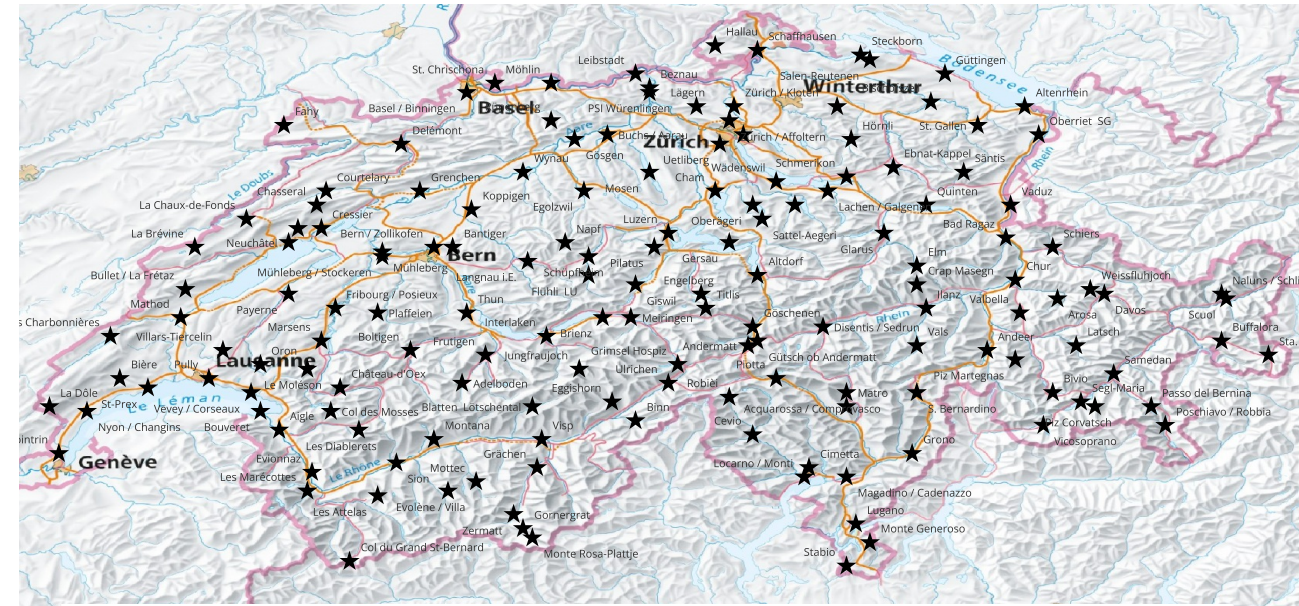 Hallau
Schaffhausen
Steckborn
Leibstadt
Güttingen
St. Chrischona
Möhlin
Beznau
Salen-Reutenen
Bodensee
Winterthur
Lägern
Zürich / Kloten
Altenrhein
Basel / Binningen
Basel
PSI Würenlingen
Fahy
Oberriet SG
St. Gallen
Delémont
Aare
Buchs / Aarau
Zürich
Zürich / Affoltern
Hörnli
Gösgen
Wynau
Uetliberg
Wädenswil
Schmerikon
Ebnat-Kappel
Säntis
Rhein
Le Doubs
Courtelary
Grenchen
Cham
Chasseral
Koppigen
Mosen
Quinten
Vaduz
La Chaux-de-Fonds
Egolzwil
Lachen / Galgenen
Cressier
Luzern
Oberägeri
Bad Ragaz
La Brévine
Neuchâtel
Bern / Zollikofen
Bantiger
Napf
Sattel-Aegeri
Schiers
Bern
Glarus
Elm
Gersau
Pilatus
Altdorf
Chur
Bullet / La Frétaz
Mühleberg / Stockeren
Mühleberg
Langnau i.E.
Schüpfheim
Crap Masegn
Weissfluhjoch
Flühli LU
Engelberg
Naluns / Schli
Mathod
Fribourg / Posieux
Thun
Titlis
Ilanz
Valbella
Payerne
Plaffeien
Giswil
Davos
s Charbonnières
Marsens
Interlaken
Meiringen
Göschenen
Rhein
Arosa
Scuol
Villars-Tiercelin
Boltigen
Brienz
Disentis / Sedrun
Vals
Andeer
Latsch
Buffalora
Frutigen
Andermatt
Sta.
Oron
Jungfraujoch
Grimsel Hospiz
Gütsch ob Andermatt
Lausanne
Bière
Pully
Ulrichen
Piotta
Samedan
Château-d'Oex
Piz Martegnas
La Dôle
Le Moléson
Adelboden
Eggishorn
Robièi
Bivio
Segl-Maria
Matro
Passo del Bernina
Le Léman
St-Prex
Vevey / Corseaux
Col des Mosses
Blatten
Lötschental
Binn
Acquarossa / Comprovasco
S. Bernardino
Poschiavo / Robbia
Aigle
Nyon / Changins
Bouveret
Montana
Visp
Cevio
Piz Corvatsch
Vicosoprano
ointrin
Les Diablerets
Grono
Genève
Evionnaz
Grächen
Cimetta
Locarno / Monti
Le Rhône
Mottec
Les Marécottes
Sion
Magadino / Cadenazzo
Evolène / Villa
Les Attelas
Gornergrat
Lugano
Zermatt
Monte Generoso
Col du Grand St-Bernard
Monte Rosa-Plattje
Stabio